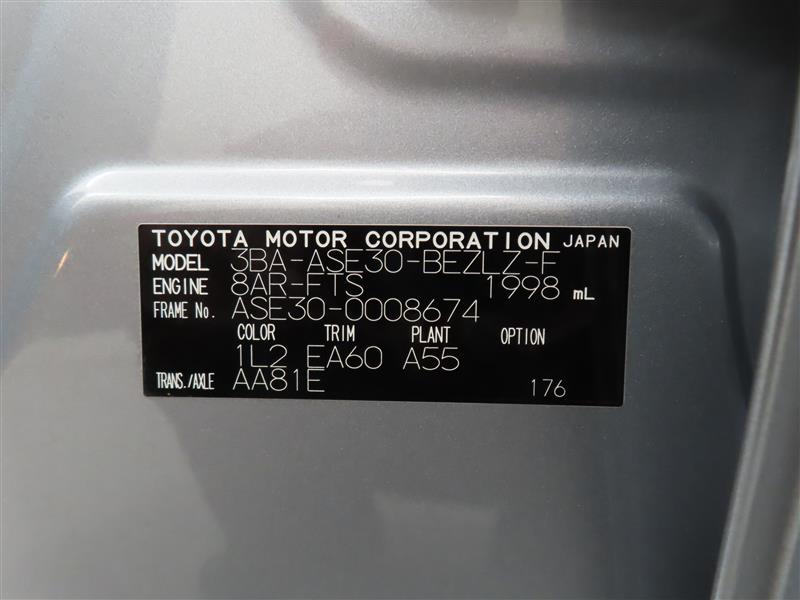 TOYOTA MOTOR CORPORATION JAPAN
MODEL 3BA-ASE30-BEZLZ-F
ENGINE 8AR-FTS 1998 mL
FRAME No. ASE30-0008674
COLOR TRIM PLANT OPTION
1L2 EA60 A55
TRANS./AXLE AA81E 176